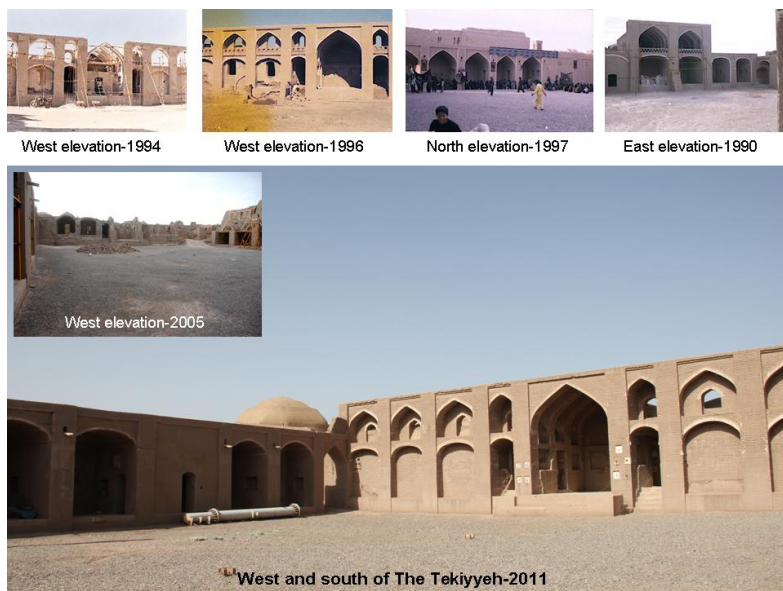 West elevation-1994
West elevation-1996
North elevation-1997
East elevation-1990
West elevation-2005
West and south of The Tekiyyeh-2011